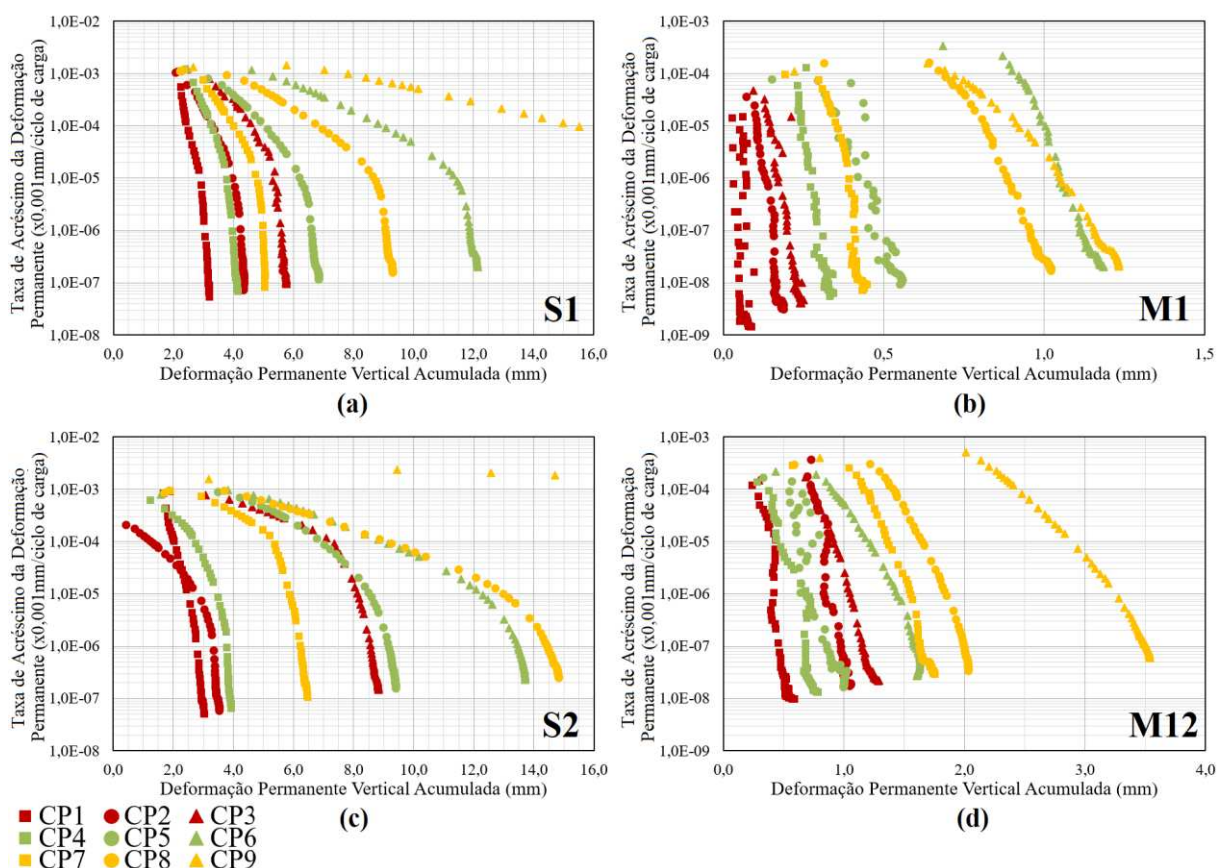 Taxa de Acréscimo da Deformação
Permanente (x0,001mm/ciclo de carga)
1,0E-02
1,0E-03
1,0E-04
1,0E-05
1,0E-06
1,0E-07
1,0E-08
0,0 2,0 4,0 6,0 8,0 10,0 12,0 14,0 16,0
Deformação Permanente Vertical Acumulada (mm)
S1
(a)
Taxa de Acréscimo da Deformação
Permanente (x0,001mm/ciclo de carga)
1,0E-03
1,0E-04
1,0E-05
1,0E-06
1,0E-07
1,0E-08
1,0E-09
0,0 0,5 1,0 1,5
Deformação Permanente Vertical Acumulada (mm)
M1
(b)
Taxa de Acréscimo da Deformação
Permanente (x0,001mm/ciclo de carga)
1,0E-02
1,0E-03
1,0E-04
1,0E-05
1,0E-06
1,0E-07
1,0E-08
0,0 2,0 4,0 6,0 8,0 10,0 12,0 14,0 16,0
Deformação Permanente Vertical Acumulada (mm)
S2
(c)
Taxa de Acréscimo da Deformação
Permanente (x0,001mm/ciclo de carga)
1,0E-03
1,0E-04
1,0E-05
1,0E-06
1,0E-07
1,0E-08
1,0E-09
0,0 1,0 2,0 3,0 4,0
Deformação Permanente Vertical Acumulada (mm)
M12
(d)
CP1 CP2 CP3
CP4 CP5 CP6
CP7 CP8 CP9